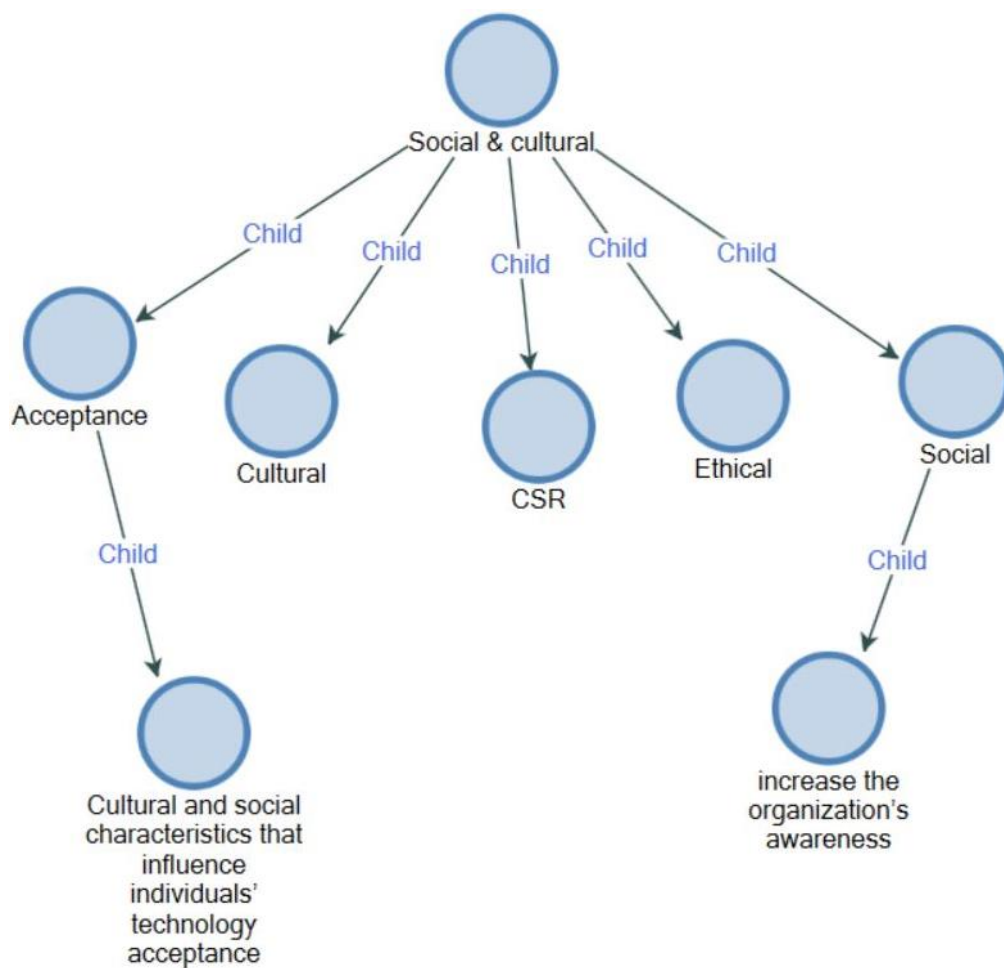 Social & cultural
Child
Child
Child
Child
Child
Acceptance
Cultural
CSR
Ethical
Social
Child
Child
Cultural and social
characteristics that
influence
individuals’
technology
acceptance
increase the
organization’s
awareness